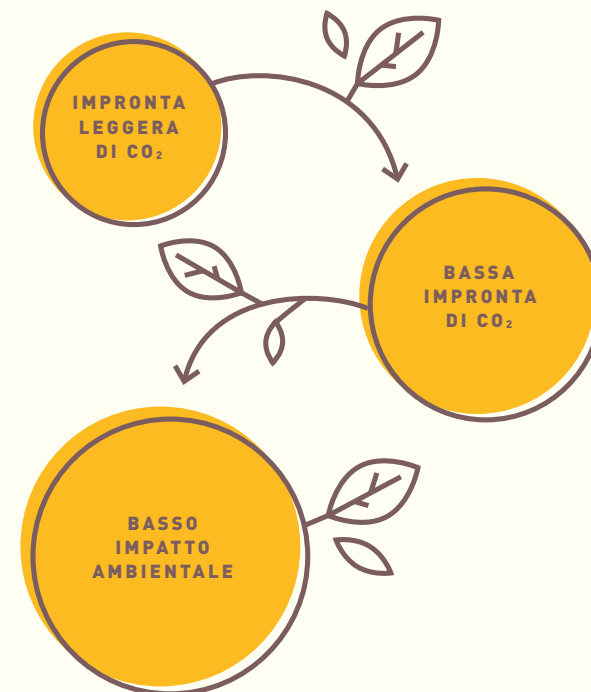 IMPRONTA
LEGGERA
DI CO₂
BASSA
IMPRONTA
DI CO₂
BASSO
IMPATTO
AMBIENTALE